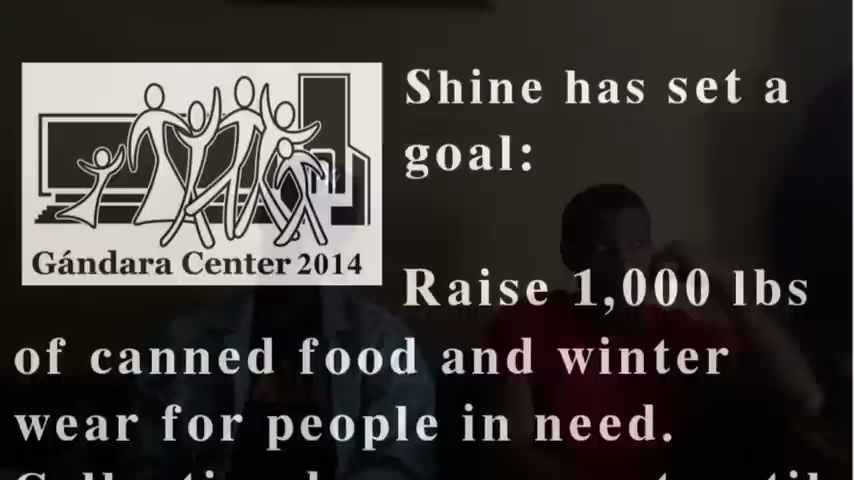 Gándara Center 2014
Shine has set a
goal:
Raise 1,000 lbs
of canned food and winter
wear for people in need.